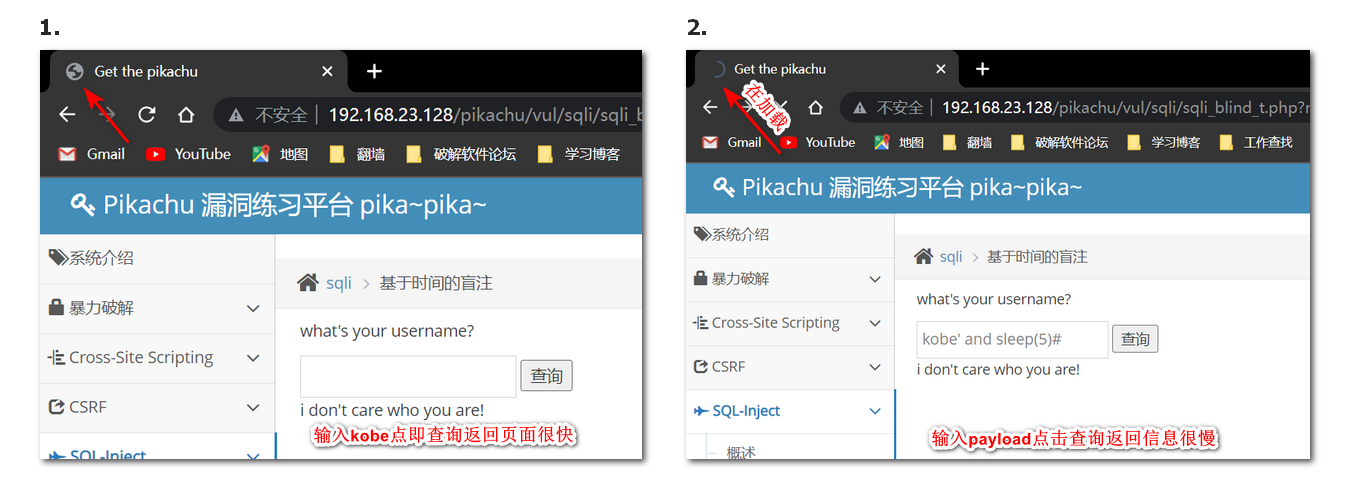 1.
Get the pikachu
不安全 192.168.23.128/pikachu/vul/sqli/sqli_b
Gmail YouTube 地图 翻墙 破解软件论坛 学习博客
Pikachu 漏洞练习平台 pika~pika~
系统介绍
暴力破解
Cross-Site Scripting
CSRF
SQL-Inject
sqli > 基于时间的盲注
what's your username?
查询
i don't care who you are!
输入kobe点即查询返回页面很快
2.
Get the pikachu
在加载
不安全 192.168.23.128/pikachu/vul/sqli/sqli_blind_t.php?
Gmail YouTube 地图 翻墙 破解软件论坛 学习博客 工作查找
Pikachu 漏洞练习平台 pika~pika~
系统介绍
暴力破解
Cross-Site Scripting
CSRF
SQL-Inject
概述
sqli > 基于时间的盲注
what's your username?
kobe' and sleep(5)# 查询
i don't care who you are!
输入payload点击查询返回信息很慢